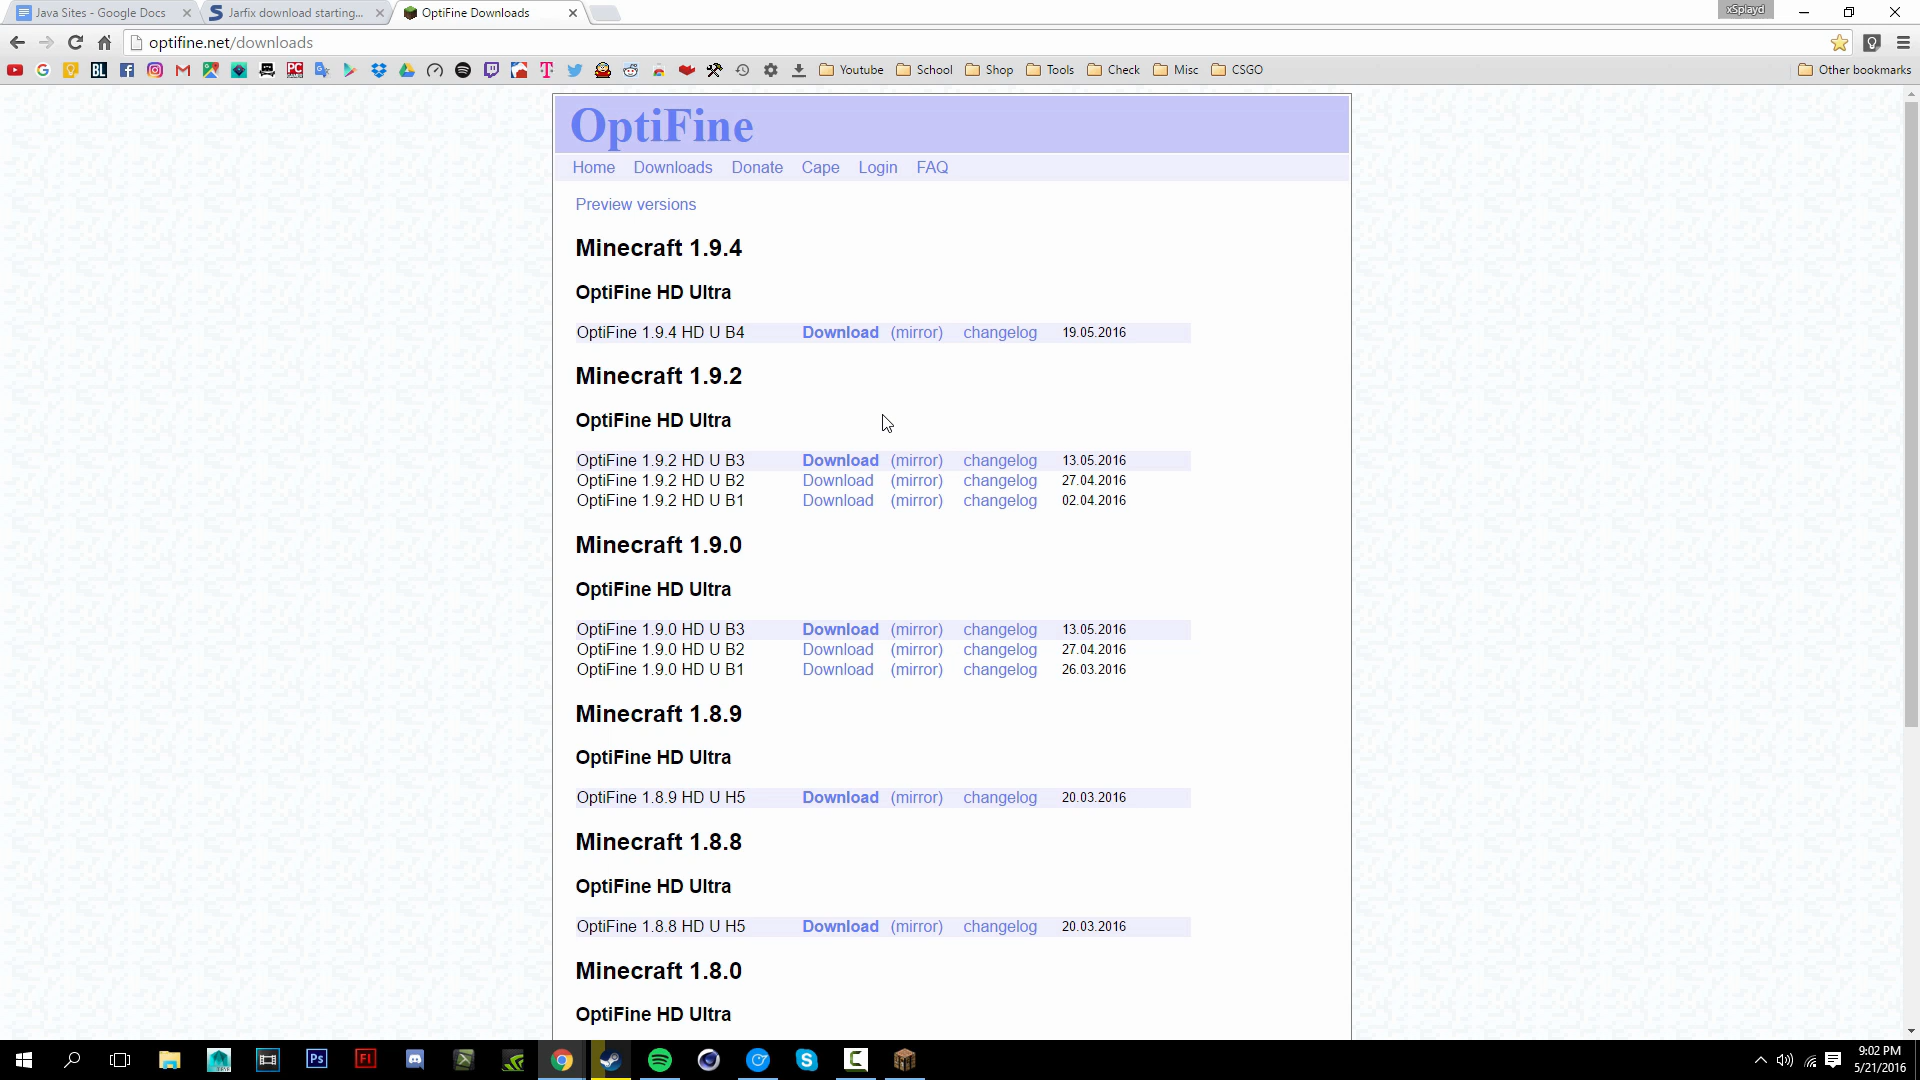 Java Sites - Google Docs
Jarfix download starting...
OptiFine Downloads
xSplayd
optifine.net/downloads
BL
Youtube
School
Shop
Tools
Check
Misc
CSGO
Other bookmarks
OptiFine
Home Downloads Donate Cape Login FAQ
Preview versions
Minecraft 1.9.4
OptiFine HD Ultra
OptiFine 1.9.4 HD U B4 Download (mirror) changelog 19.05.2016
Minecraft 1.9.2
OptiFine HD Ultra
OptiFine 1.9.2 HD U B3 Download (mirror) changelog 13.05.2016
OptiFine 1.9.2 HD U B2 Download (mirror) changelog 27.04.2016
OptiFine 1.9.2 HD U B1 Download (mirror) changelog 02.04.2016
Minecraft 1.9.0
OptiFine HD Ultra
OptiFine 1.9.0 HD U B3 Download (mirror) changelog 13.05.2016
OptiFine 1.9.0 HD U B2 Download (mirror) changelog 27.04.2016
OptiFine 1.9.0 HD U B1 Download (mirror) changelog 26.03.2016
Minecraft 1.8.9
OptiFine HD Ultra
OptiFine 1.8.9 HD U H5 Download (mirror) changelog 20.03.2016
Minecraft 1.8.8
OptiFine HD Ultra
OptiFine 1.8.8 HD U H5 Download (mirror) changelog 20.03.2016
Minecraft 1.8.0
OptiFine HD Ultra
Ps
Fl
9:02 PM
5/21/2016